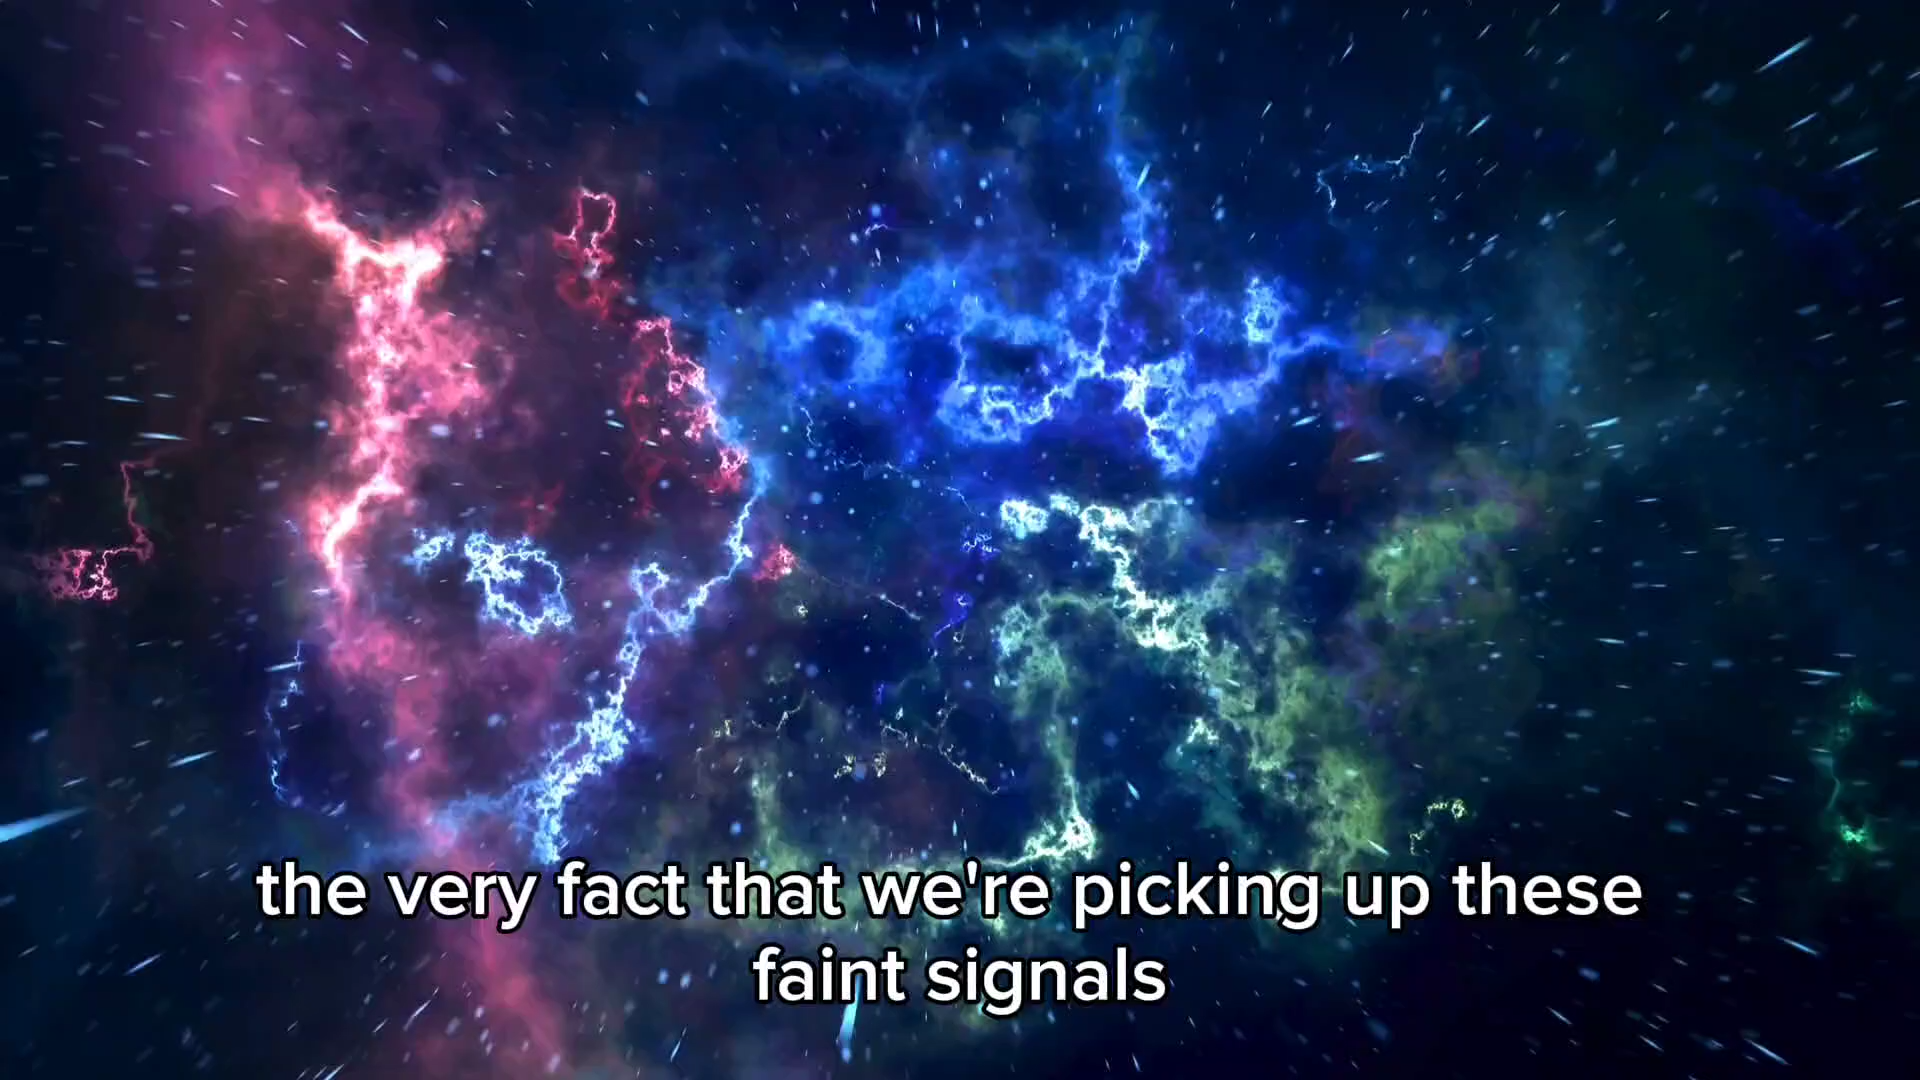 the very fact that we're picking up these
faint signals